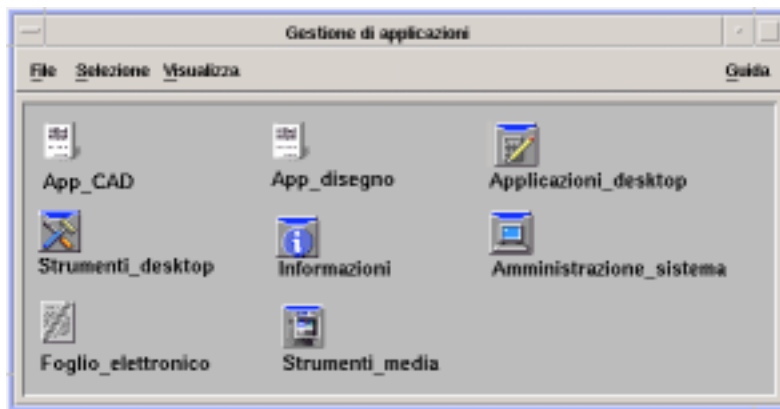 Gestione di applicazioni
File Selezione Visualizza Guida
App_CAD App_disegno Applicazioni_desktop
Strumenti_desktop Informazioni Amministrazione_sistema
Foglio_elettronico Strumenti_media